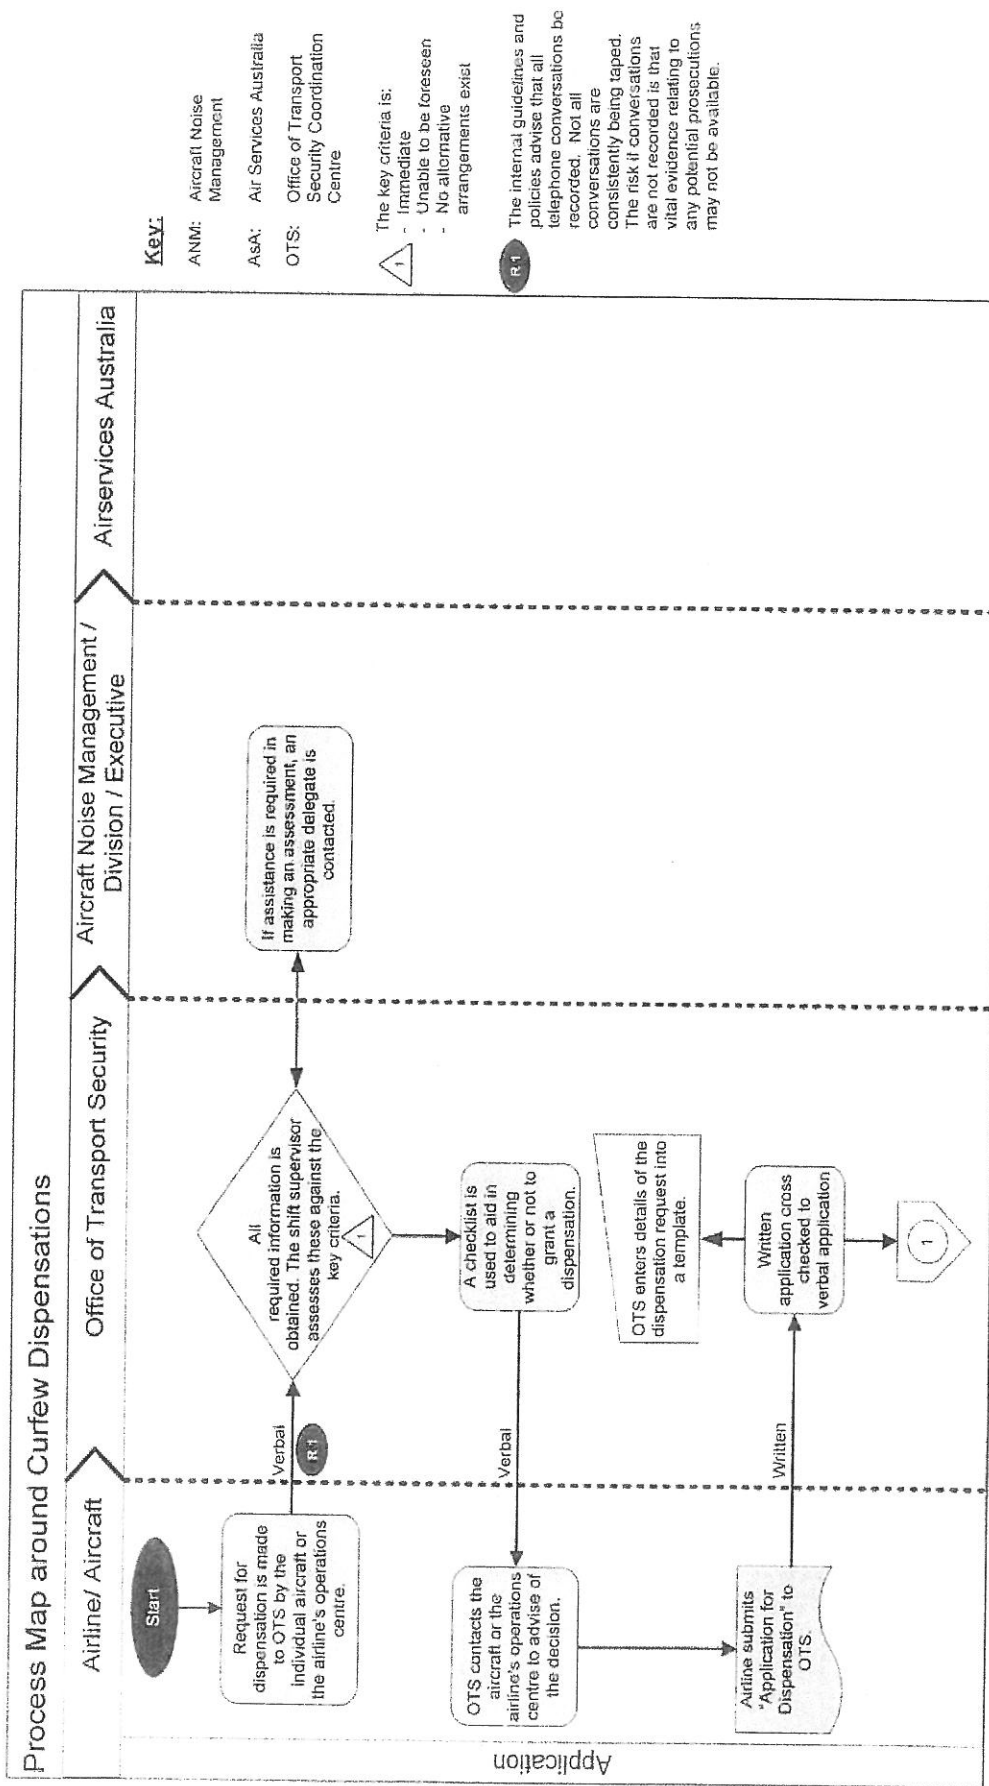 Process Map around Curfew Dispensations
Airline/ Aircraft
Office of Transport Security
Aircraft Noise Management /
Division / Executive
Airservices Australia
Application
Start
Request for
dispensation is made
to OTS by the
individual aircraft or
the airline's operations
centre.
Verbal
R 1
All
required information is
obtained. The shift supervisor
assesses these against the
key criteria.
1
If assistance is required in
making an assessment, an
appropriate delegate is
contacted.
A checklist is
used to aid in
determining
whether or not to
grant a
dispensation.
Verbal
OTS contacts the
aircraft or the
airline's operations
centre to advise of
the decision.
Airline submits
"Application for
Dispensation" to
OTS.
Written
Written
application cross
checked to
verbal application
OTS enters details of the
dispensation request into
a template.
1
Key:
ANM: Aircraft Noise
Management
AsA: Air Services Australia
OTS: Office of Transport
Security Coordination
Centre
1
The key criteria is:
- Immediate
- Unable to be foreseen
- No alternative
arrangements exist
R 1
The internal guidelines and
policies advise that all
telephone conversations be
recorded. Not all
conversations are
consistently being taped.
The risk if conversations
are not recorded is that
vital evidence relating to
any potential prosecutions
may not be available.